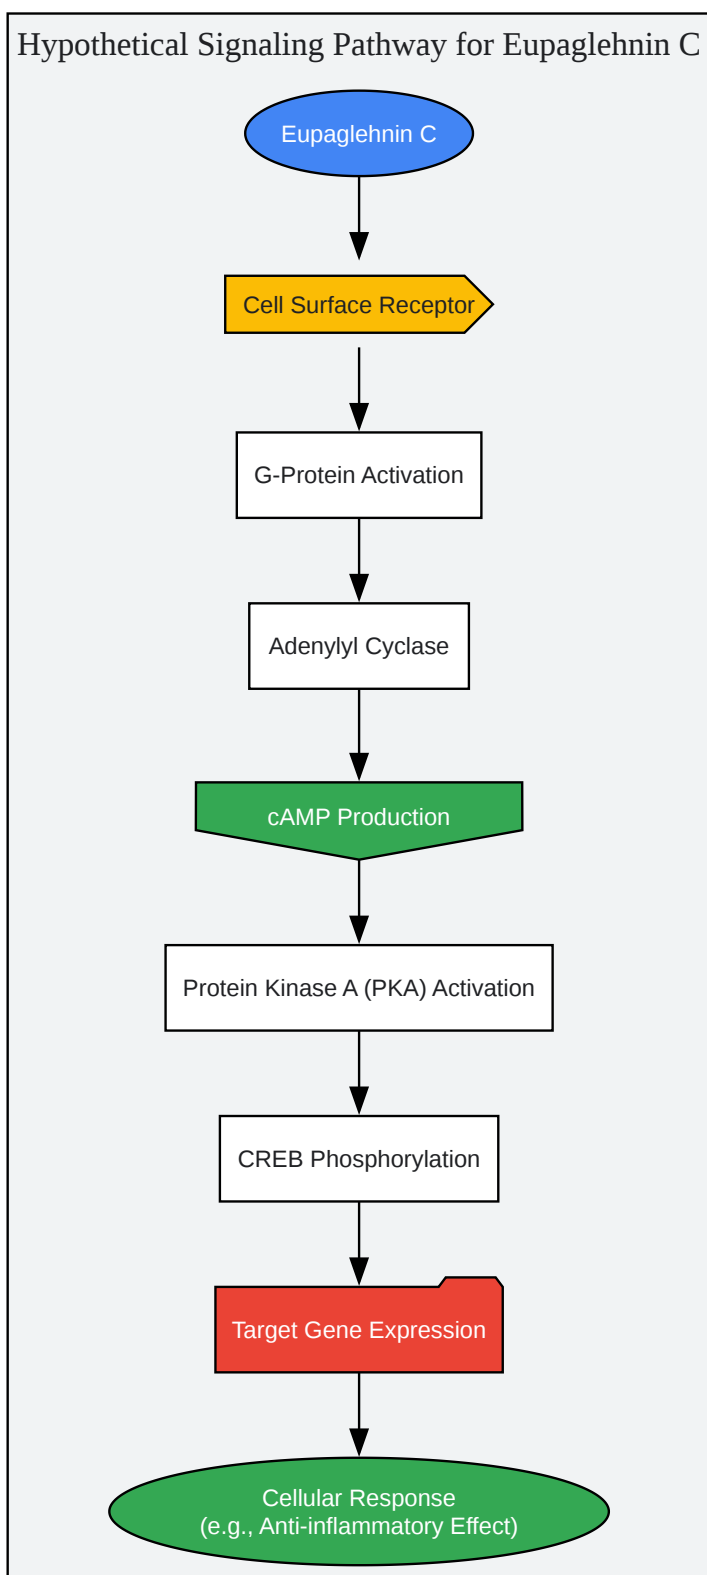 Hypothetical Signaling Pathway for Eupaglehnin C
Eupaglehnin C
Cell Surface Receptor
G-Protein Activation
Adenylyl Cyclase
cAMP Production
Protein Kinase A (PKA) Activation
CREB Phosphorylation
Target Gene Expression
Cellular Response
(e.g., Anti-inflammatory Effect)